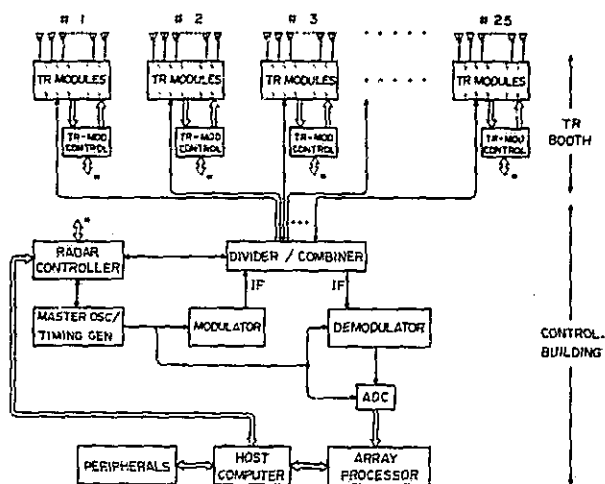 # 1 # 2 # 3 # 25
TR MODULES TR MODULES TR MODULES TR MODULES
TR-MOD CONTROL TR-MOD CONTROL TR-MOD CONTROL TR-MOD CONTROL
* * * *
TR BOOTH
*
RADAR CONTROLLER
DIVIDER / COMBINER
IF IF
MASTER OSC/ TIMING GEN
MODULATOR
DEMODULATOR
CONTROL BUILDING
ADC
PERIPHERALS
HOST COMPUTER
ARRAY PROCESSOR